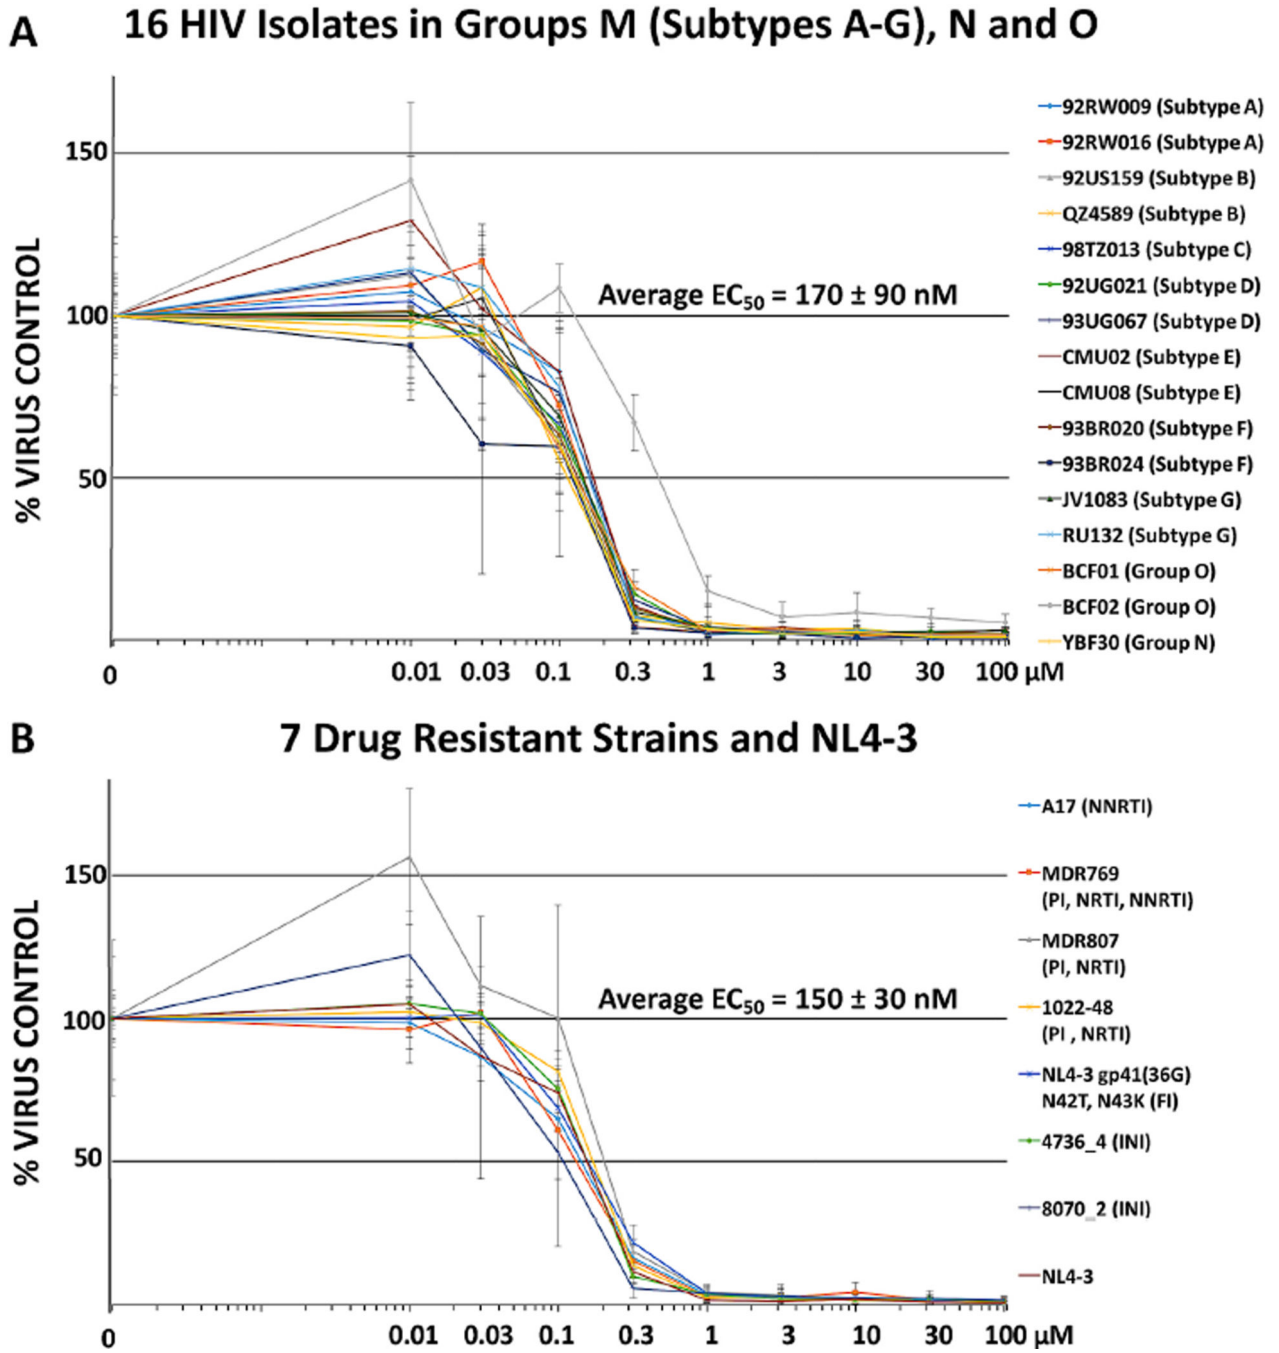 A
16 HIV Isolates in Groups M (Subtypes A-G), N and O
% VIRUS CONTROL
150
100
50
Average EC50 = 170 ± 90 nM
0 0.01 0.03 0.1 0.3 1 3 10 30 100 µM
92RW009 (Subtype A)
92RW016 (Subtype A)
92US159 (Subtype B)
QZ4589 (Subtype B)
98TZ013 (Subtype C)
92UG021 (Subtype D)
93UG067 (Subtype D)
CMU02 (Subtype E)
CMU08 (Subtype E)
93BR020 (Subtype F)
93BR024 (Subtype F)
JV1083 (Subtype G)
RU132 (Subtype G)
BCF01 (Group O)
BCF02 (Group O)
YBF30 (Group N)
B
7 Drug Resistant Strains and NL4-3
% VIRUS CONTROL
150
100
50
Average EC50 = 150 ± 30 nM
0 0.01 0.03 0.1 0.3 1 3 10 30 100 µM
A17 (NNRTI)
MDR769
(PI, NRTI, NNRTI)
MDR807
(PI, NRTI)
1022-48
(PI , NRTI)
NL4-3 gp41(36G)
N42T, N43K (FI)
4736_4 (INI)
8070_2 (INI)
NL4-3